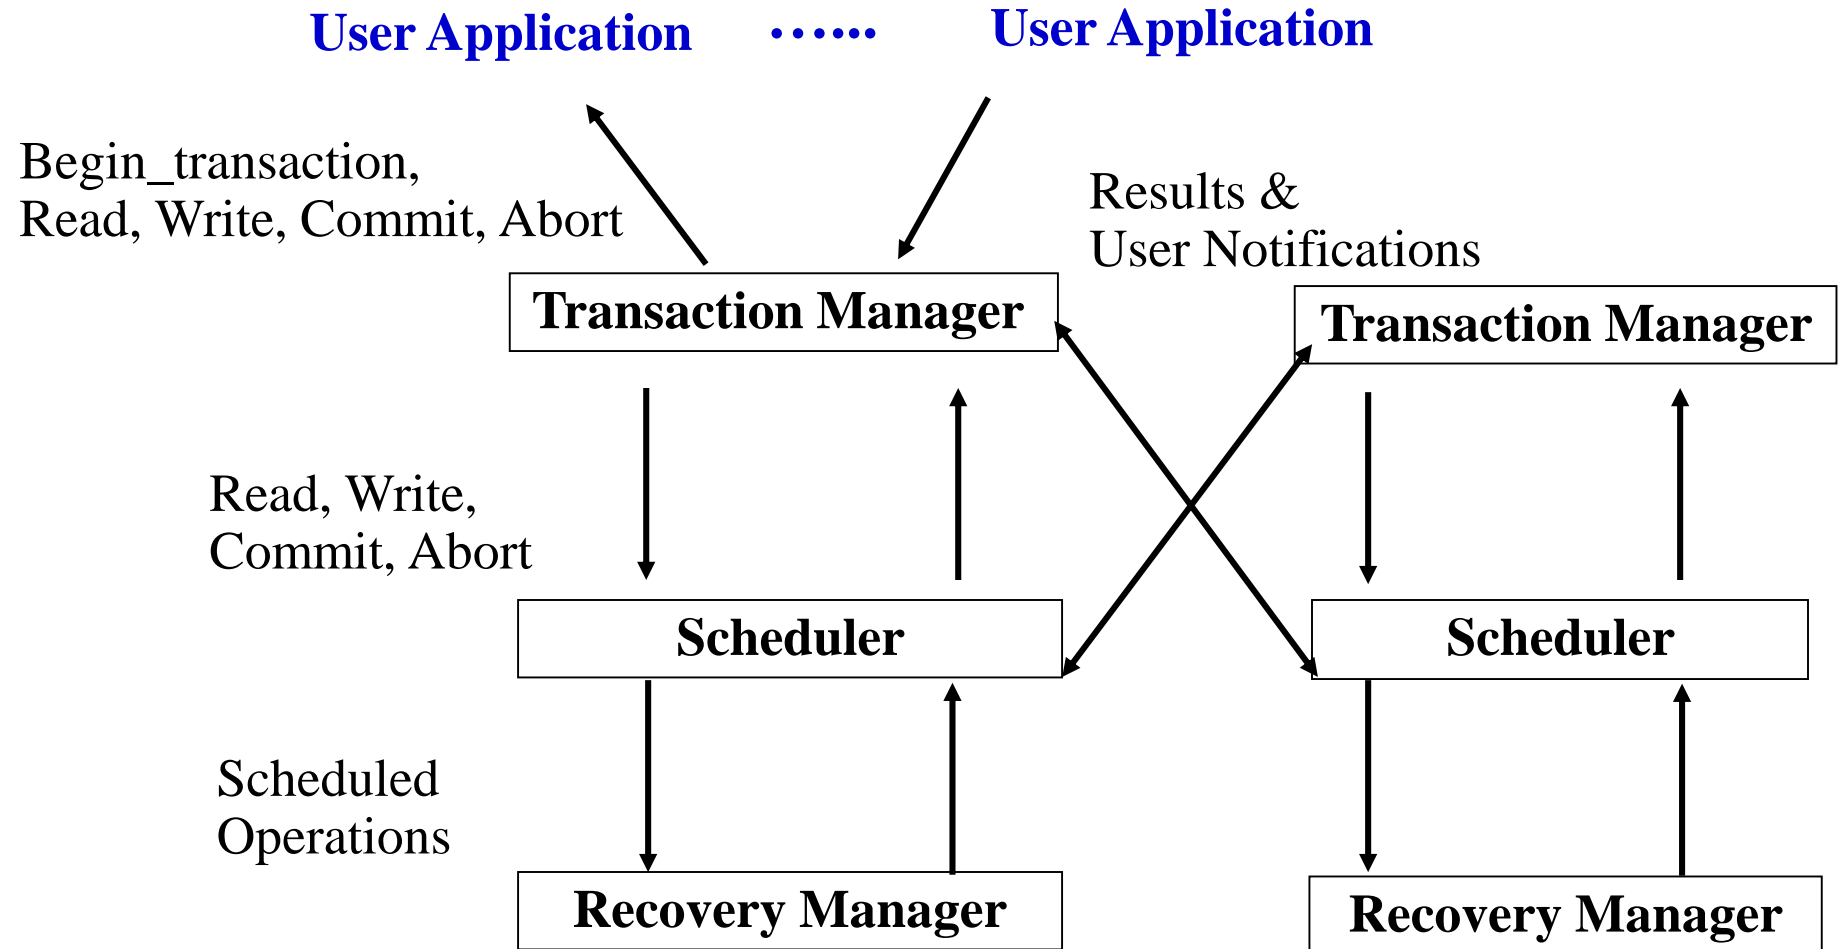 User Application …... User Application
Begin_transaction,
Read, Write, Commit, Abort
Results &
User Notifications
Transaction Manager
Transaction Manager
Read, Write,
Commit, Abort
Scheduler
Scheduler
Scheduled
Operations
Recovery Manager
Recovery Manager